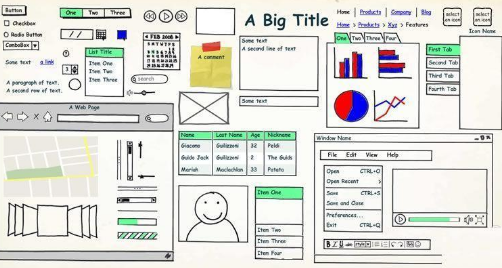 Button
One
Two
Three
Checkbox
Radio Button
ComboBox
Some text
a link
A paragraph of text.
A second row of text.
List Title
Item One
Item Two
Item Three
3
FEB 2008
search
A comment
A Big Title
Some text
A second line of text
Some text
Home
Products
Company
Blog
Home > Products > Xyz > Features
One
Two
Three
Four
First Tab
Second Tab
Third Tab
Fourth Tab
select
an icon
select
an icon
Icon Name
A Web Page
Name
Last Name
Age
Nickname
Giacomo
Guilizzoni
32
Peldi
Guido Jack
Guilizzoni
2
The Guids
Mariah
Maclachlan
33
Patata
Item One
Item Two
Item Three
Item Four
Window Name
File
Edit
View
Help
Open
CTRL+O
Open Recent
Save
CTRL+S
Save and Close
Preferences...
Exit
CTRL+Q
B I U